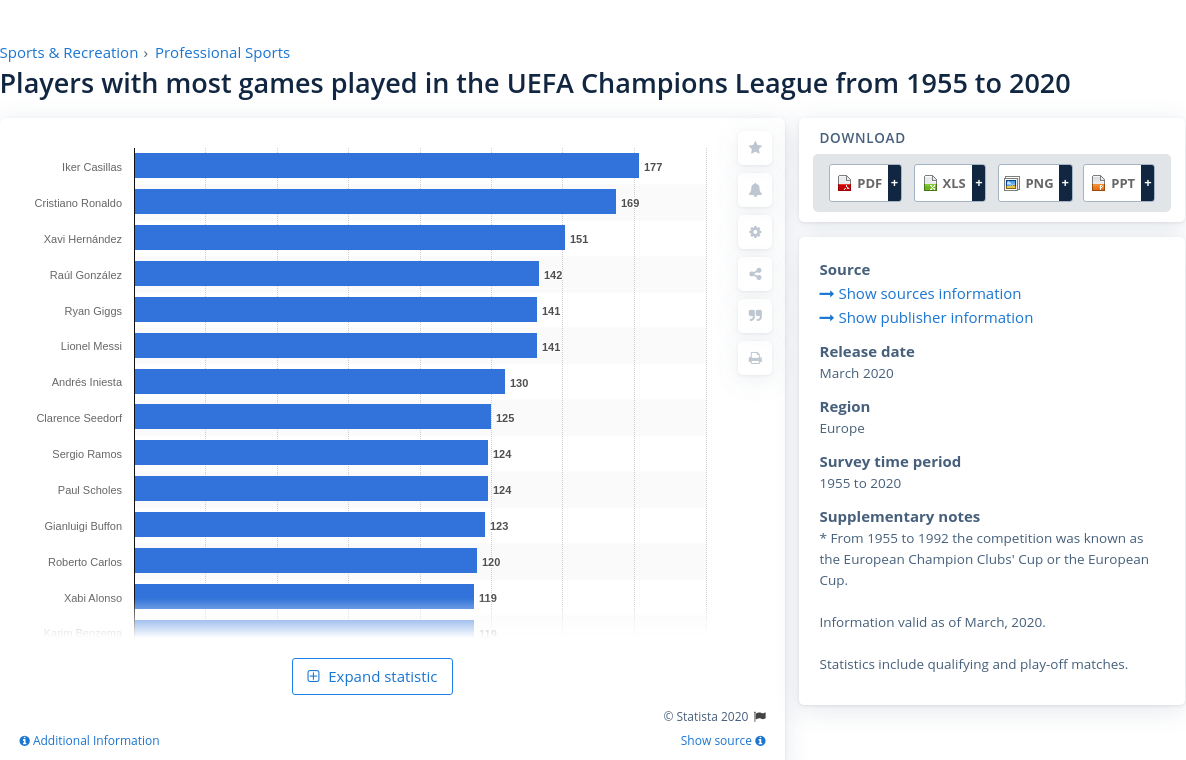 Sports & Recreation › Professional Sports
Players with most games played in the UEFA Champions League from 1955 to 2020
Iker Casillas 177
Cristiano Ronaldo 169
Xavi Hernández 151
Raúl González 142
Ryan Giggs 141
Lionel Messi 141
Andrés Iniesta 130
Clarence Seedorf 125
Sergio Ramos 124
Paul Scholes 124
Gianluigi Buffon 123
Roberto Carlos 120
Xabi Alonso 119
Karim Benzema 119
Expand statistic
© Statista 2020
Additional Information
Show source
DOWNLOAD
PDF + XLS + PNG + PPT +
Source
Show sources information
Show publisher information
Release date
March 2020
Region
Europe
Survey time period
1955 to 2020
Supplementary notes
* From 1955 to 1992 the competition was known as
the European Champion Clubs' Cup or the European
Cup.
Information valid as of March, 2020.
Statistics include qualifying and play-off matches.